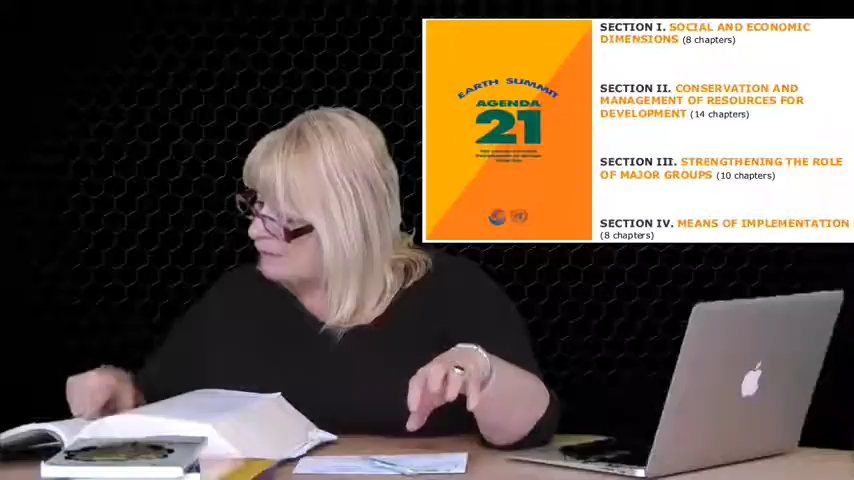 SECTION I. SOCIAL AND ECONOMIC
DIMENSIONS (8 chapters)
SECTION II. CONSERVATION AND
MANAGEMENT OF RESOURCES FOR
DEVELOPMENT (14 chapters)
SECTION III. STRENGTHENING THE ROLE
OF MAJOR GROUPS (10 chapters)
SECTION IV. MEANS OF IMPLEMENTATION
(8 chapters)
EARTH SUMMIT
AGENDA
21